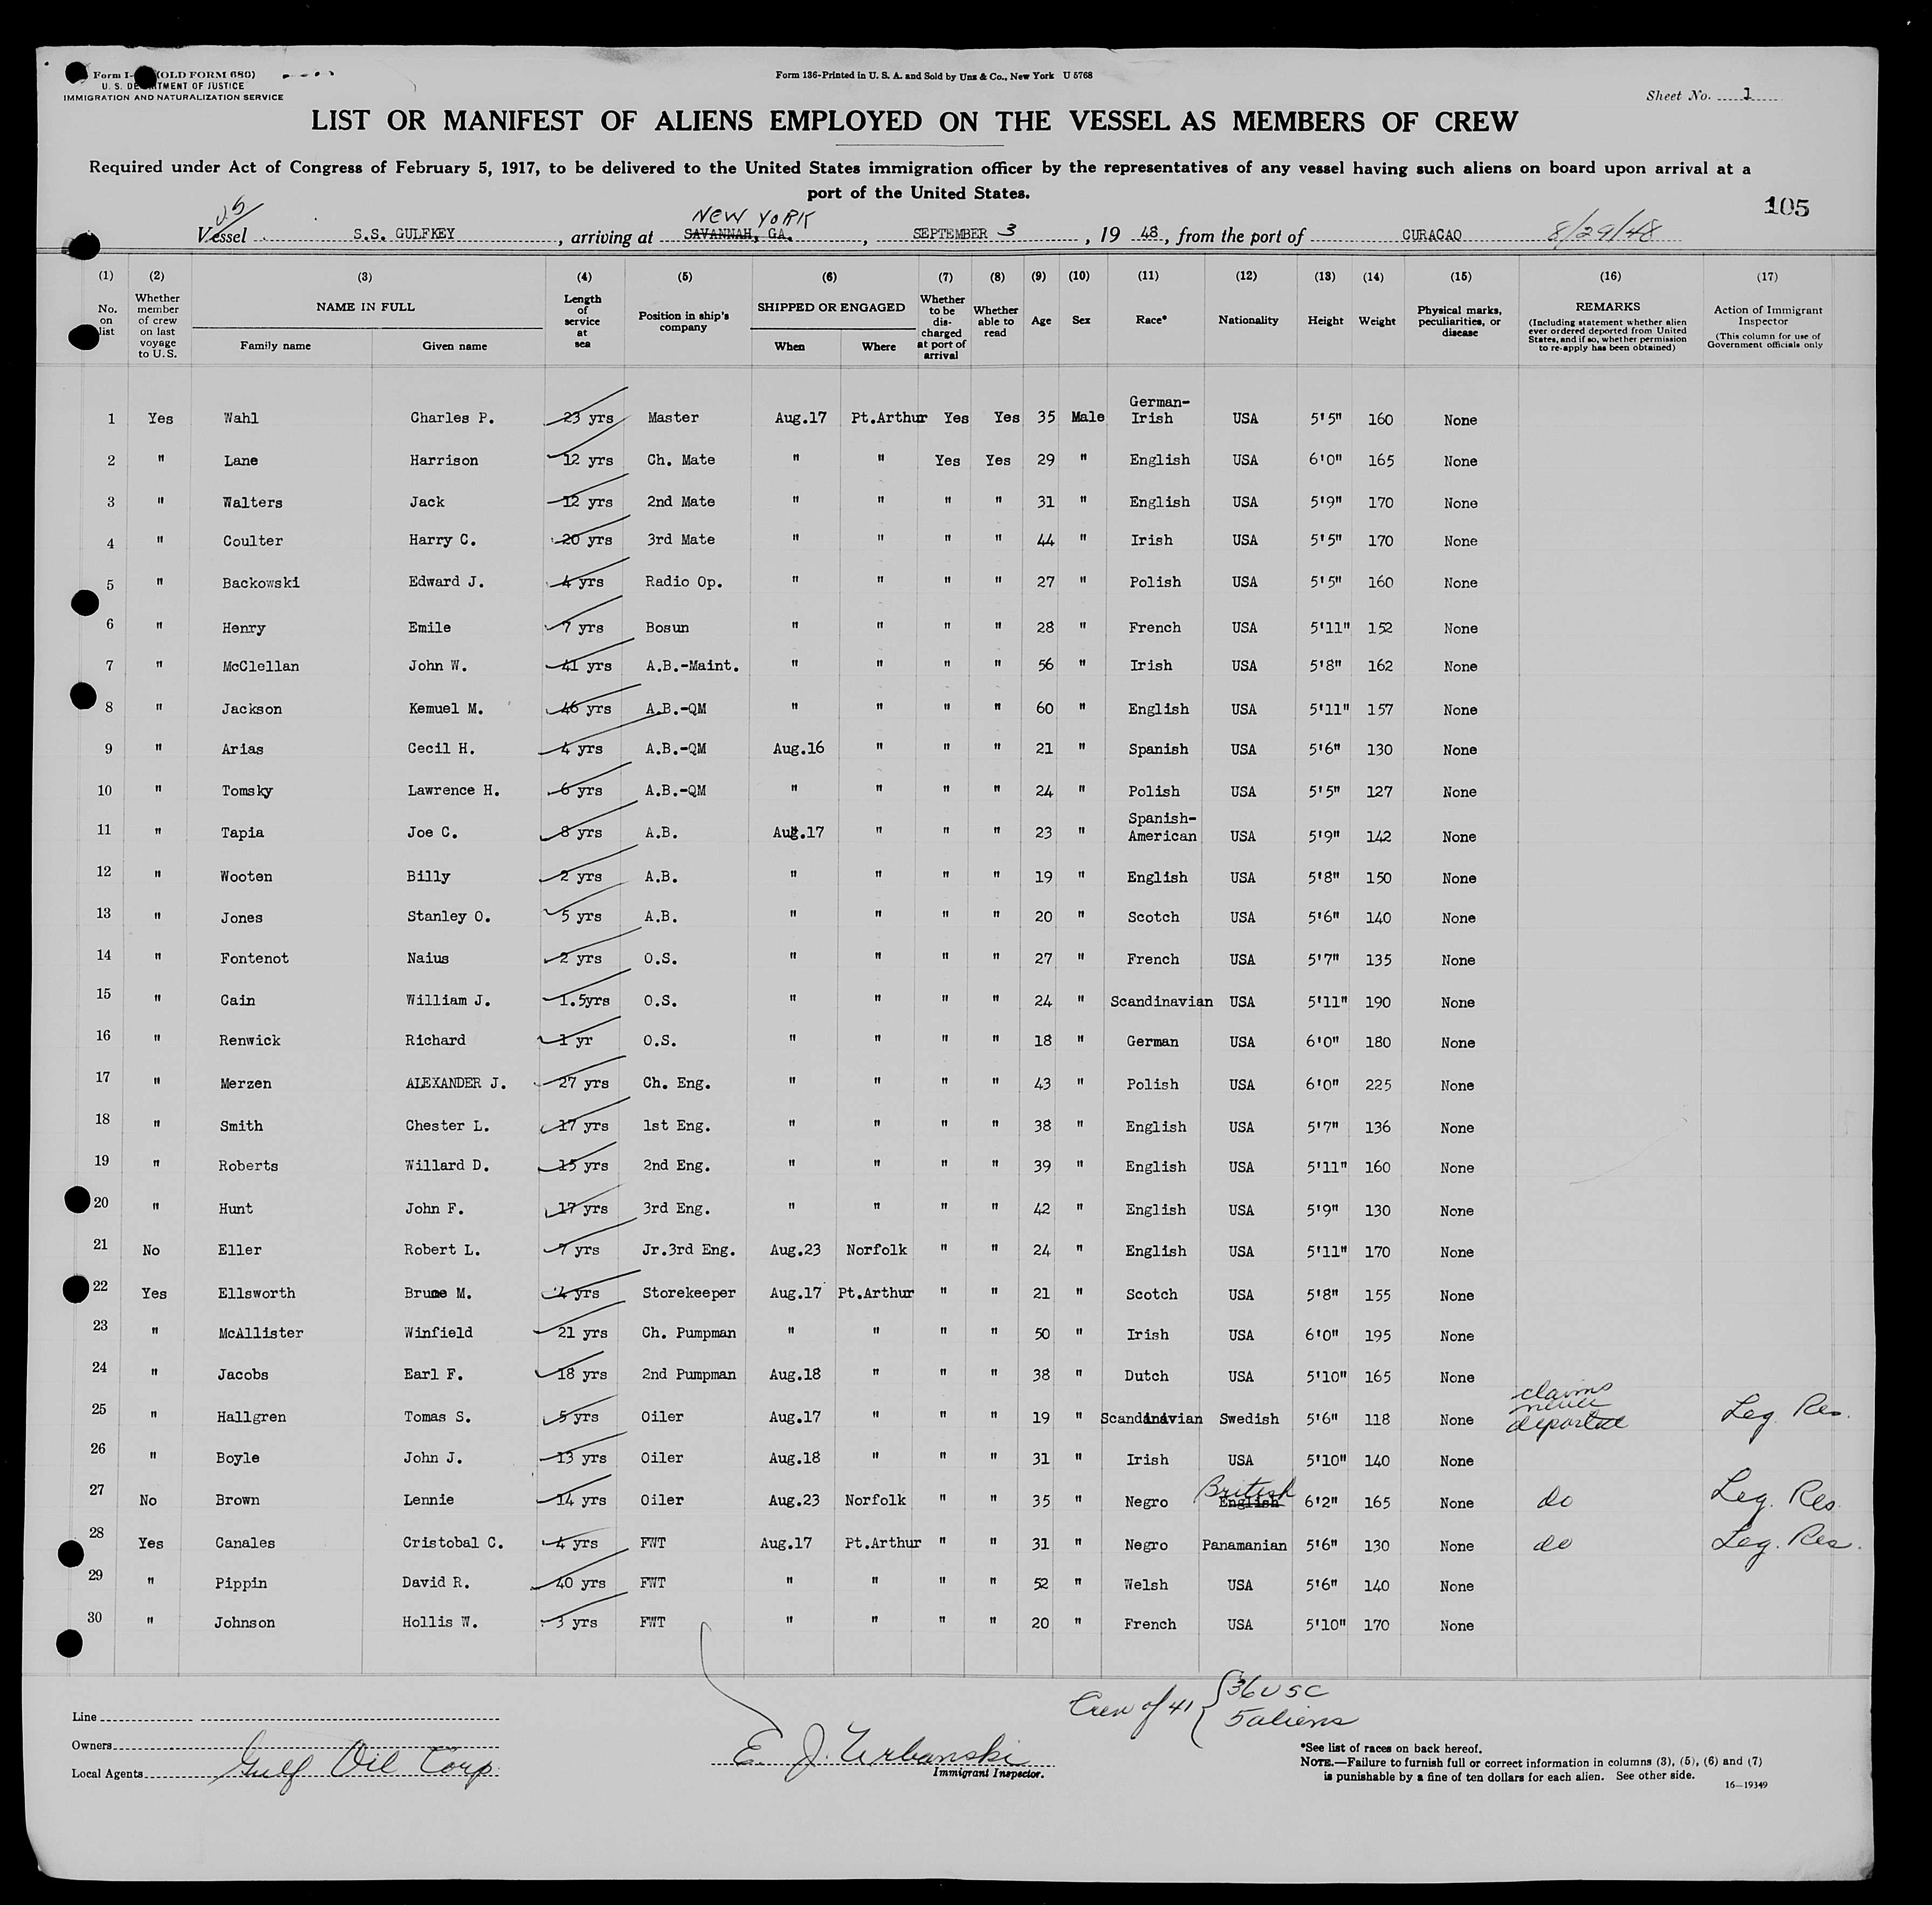 Form I- (OLD FORM 680)
U. S. DEPARTMENT OF JUSTICE
IMMIGRATION AND NATURALIZATION SERVICE
Form 136-Printed in U. S. A. and Sold by Unz & Co., New York U 5768
Sheet No. 1
LIST OR MANIFEST OF ALIENS EMPLOYED ON THE VESSEL AS MEMBERS OF CREW
Required under Act of Congress of February 5, 1917, to be delivered to the United States immigration officer by the representatives of any vessel having such aliens on board upon arrival at a
port of the United States.
105
U.S. NEW YORK
Vessel S.S. GULFKEY, arriving at SAVANNAH, GA., SEPTEMBER 3, 19 48, from the port of CURACAO 8/29/48
(1) (2) (3) (4) (5) (6) (7) (8) (9) (10) (11) (12) (13) (14) (15) (16) (17)
No. on list Whether member of crew on last voyage to U.S. NAME IN FULL Family name Given name Length of service at sea Position in ship's company SHIPPED OR ENGAGED When Where Whether to be discharged at port of arrival Whether able to read Age Sex Race* Nationality Height Weight Physical marks, peculiarities, or disease REMARKS (Including statement whether alien ever ordered deported from United States, and if so, whether permission to re-apply has been obtained) Action of Immigrant Inspector (This column for use of Government officials only
1 Yes Wahl Charles P. 23 yrs Master Aug.17 Pt.Arthur Yes Yes 35 Male German-Irish USA 5'5" 160 None
2 " Lane Harrison 12 yrs Ch. Mate " " Yes Yes 29 " English USA 6'0" 165 None
3 " Walters Jack 12 yrs 2nd Mate " " " " 31 " English USA 5'9" 170 None
4 " Coulter Harry C. 20 yrs 3rd Mate " " " " 44 " Irish USA 5'5" 170 None
5 " Backowski Edward J. 4 yrs Radio Op. " " " " 27 " Polish USA 5'5" 160 None
6 " Henry Emile 7 yrs Bosun " " " " 28 " French USA 5'11" 152 None
7 " McClellan John W. 41 yrs A.B.-Maint. " " " " 56 " Irish USA 5'8" 162 None
8 " Jackson Kemuel M. 46 yrs A.B.-QM " " " " 60 " English USA 5'11" 157 None
9 " Arias Cecil H. 4 yrs A.B.-QM Aug.16 " " " 21 " Spanish USA 5'6" 130 None
10 " Tomsky Lawrence H. 6 yrs A.B.-QM " " " " 24 " Polish USA 5'5" 127 None
11 " Tapia Joe C. 8 yrs A.B. Aug.17 " " " 23 " Spanish-American USA 5'9" 142 None
12 " Wooten Billy 2 yrs A.B. " " " " 19 " English USA 5'8" 150 None
13 " Jones Stanley O. 5 yrs A.B. " " " " 20 " Scotch USA 5'6" 140 None
14 " Fontenot Naius 2 yrs O.S. " " " " 27 " French USA 5'7" 135 None
15 " Cain William J. 1.5yrs O.S. " " " " 24 " Scandinavian USA 5'11" 190 None
16 " Renwick Richard 1 yr O.S. " " " " 18 " German USA 6'0" 180 None
17 " Merzen ALEXANDER J. 27 yrs Ch. Eng. " " " " 43 " Polish USA 6'0" 225 None
18 " Smith Chester L. 17 yrs 1st Eng. " " " " 38 " English USA 5'7" 136 None
19 " Roberts Willard D. 15 yrs 2nd Eng. " " " " 39 " English USA 5'11" 160 None
20 " Hunt John F. 17 yrs 3rd Eng. " " " " 42 " English USA 5'9" 130 None
21 No Eller Robert L. 7 yrs Jr.3rd Eng. Aug.23 Norfolk " " 24 " English USA 5'11" 170 None
22 Yes Ellsworth M. 4 yrs Storekeeper Aug.17 Pt.Arthur " " 21 " Scotch USA 5'8" 155 None
23 " McAllister Winfield 21 yrs Ch. Pumpman " " " " 50 " Irish USA 6'0" 195 None
24 " Jacobs Earl F. 18 yrs 2nd Pumpman Aug.18 " " " 38 " Dutch USA 5'10" 165 None
25 " Hallgren Tomas S. 5 yrs Oiler Aug.17 " " " 19 " Scandinavian Swedish 5'6" 118 None claims never deported Leg. Res.
26 " Boyle John J. 13 yrs Oiler Aug.18 " " " 31 " Irish USA 5'10" 140 None
27 No Brown Lennie 14 yrs Oiler Aug.23 Norfolk " " 35 " Negro English British 6'2" 165 None do Leg. Res.
28 Yes Canales Cristobal C. 4 yrs FWT Aug.17 Pt.Arthur " " 31 " Negro Panamanian 5'6" 130 None do Leg. Res.
29 " Pippin David R. 40 yrs FWT " " " " 52 " Welsh USA 5'6" 140 None
30 " Johnson Hollis W. 3 yrs FWT " " " " 20 " French USA 5'10" 170 None
Crew of 41 { 36 USC
5 aliens
Line
Owners
Local Agents Gulf Oil Corp.
E. J. Urbanski
Immigrant Inspector.
*See list of races on back hereof.
NOTE.—Failure to furnish full or correct information in columns (3), (5), (6) and (7)
is punishable by a fine of ten dollars for each alien. See other side.
16—19349